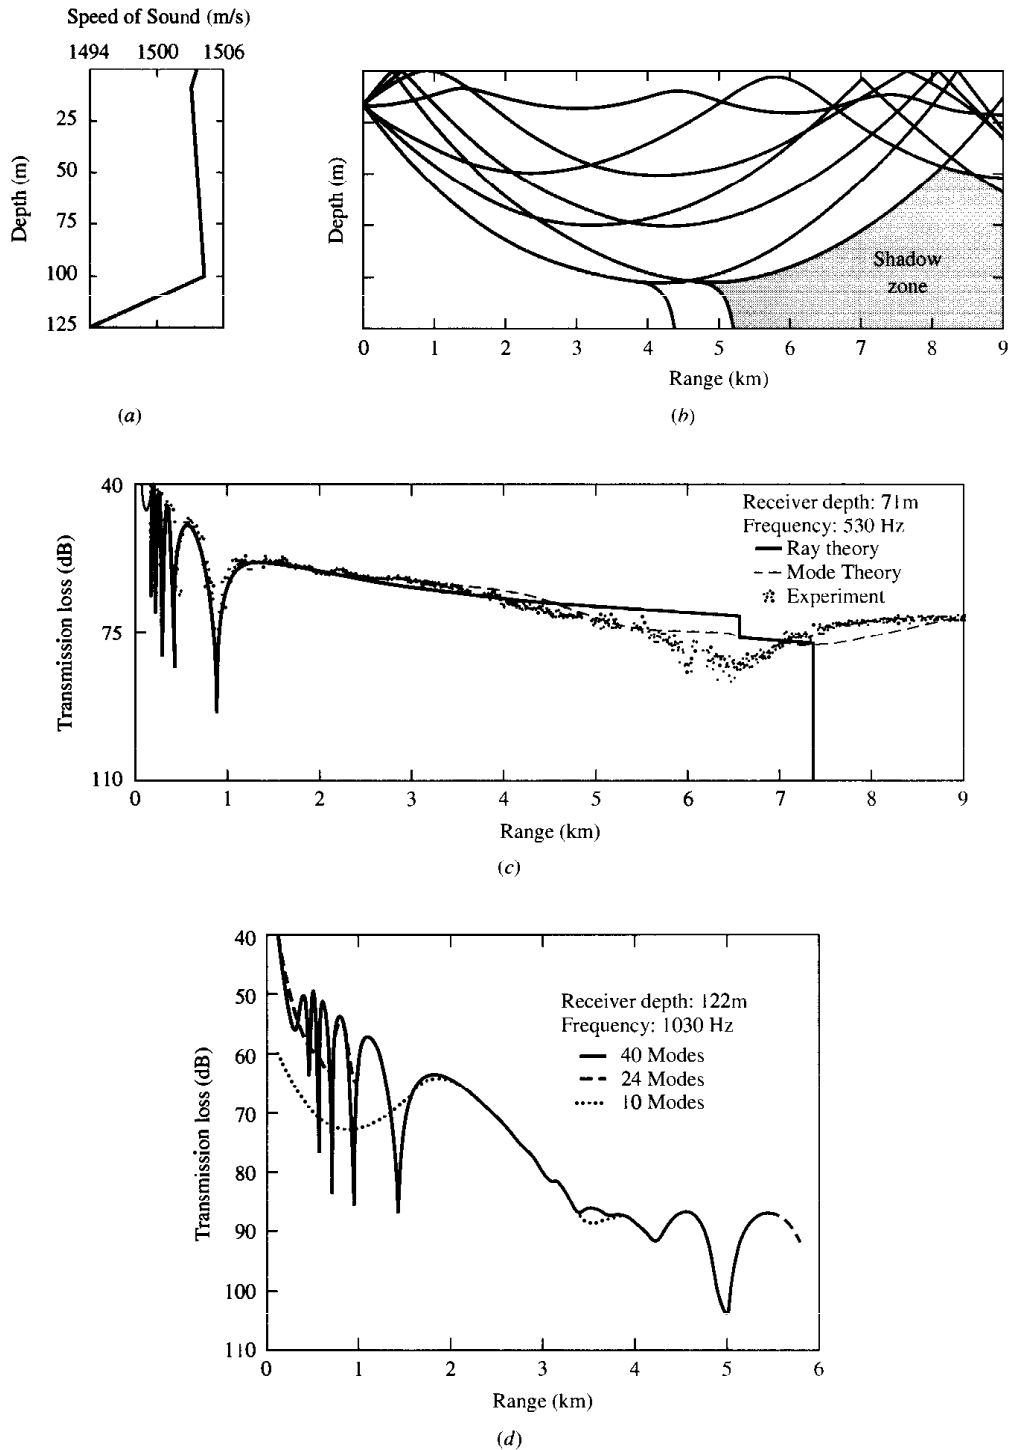 Speed of Sound (m/s)
1494 1500 1506
25
50
75
100
125
Depth (m)
(a)
Depth (m)
Shadow
zone
0 1 2 3 4 5 6 7 8 9
Range (km)
(b)
40
75
110
Transmission loss (dB)
Receiver depth: 71m
Frequency: 530 Hz
Ray theory
Mode Theory
Experiment
0 1 2 3 4 5 6 7 8 9
Range (km)
(c)
40
50
60
70
80
90
100
110
Transmission loss (dB)
Receiver depth: 122m
Frequency: 1030 Hz
40 Modes
24 Modes
10 Modes
0 1 2 3 4 5 6
Range (km)
(d)